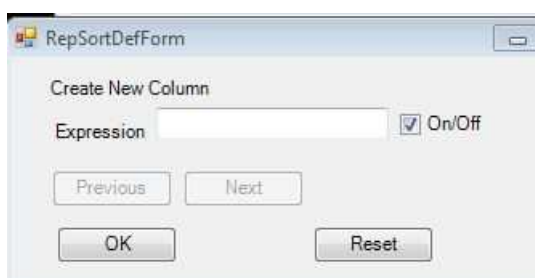 RepSortDefForm
Create New Column
Expression On/Off
Previous Next
OK Reset